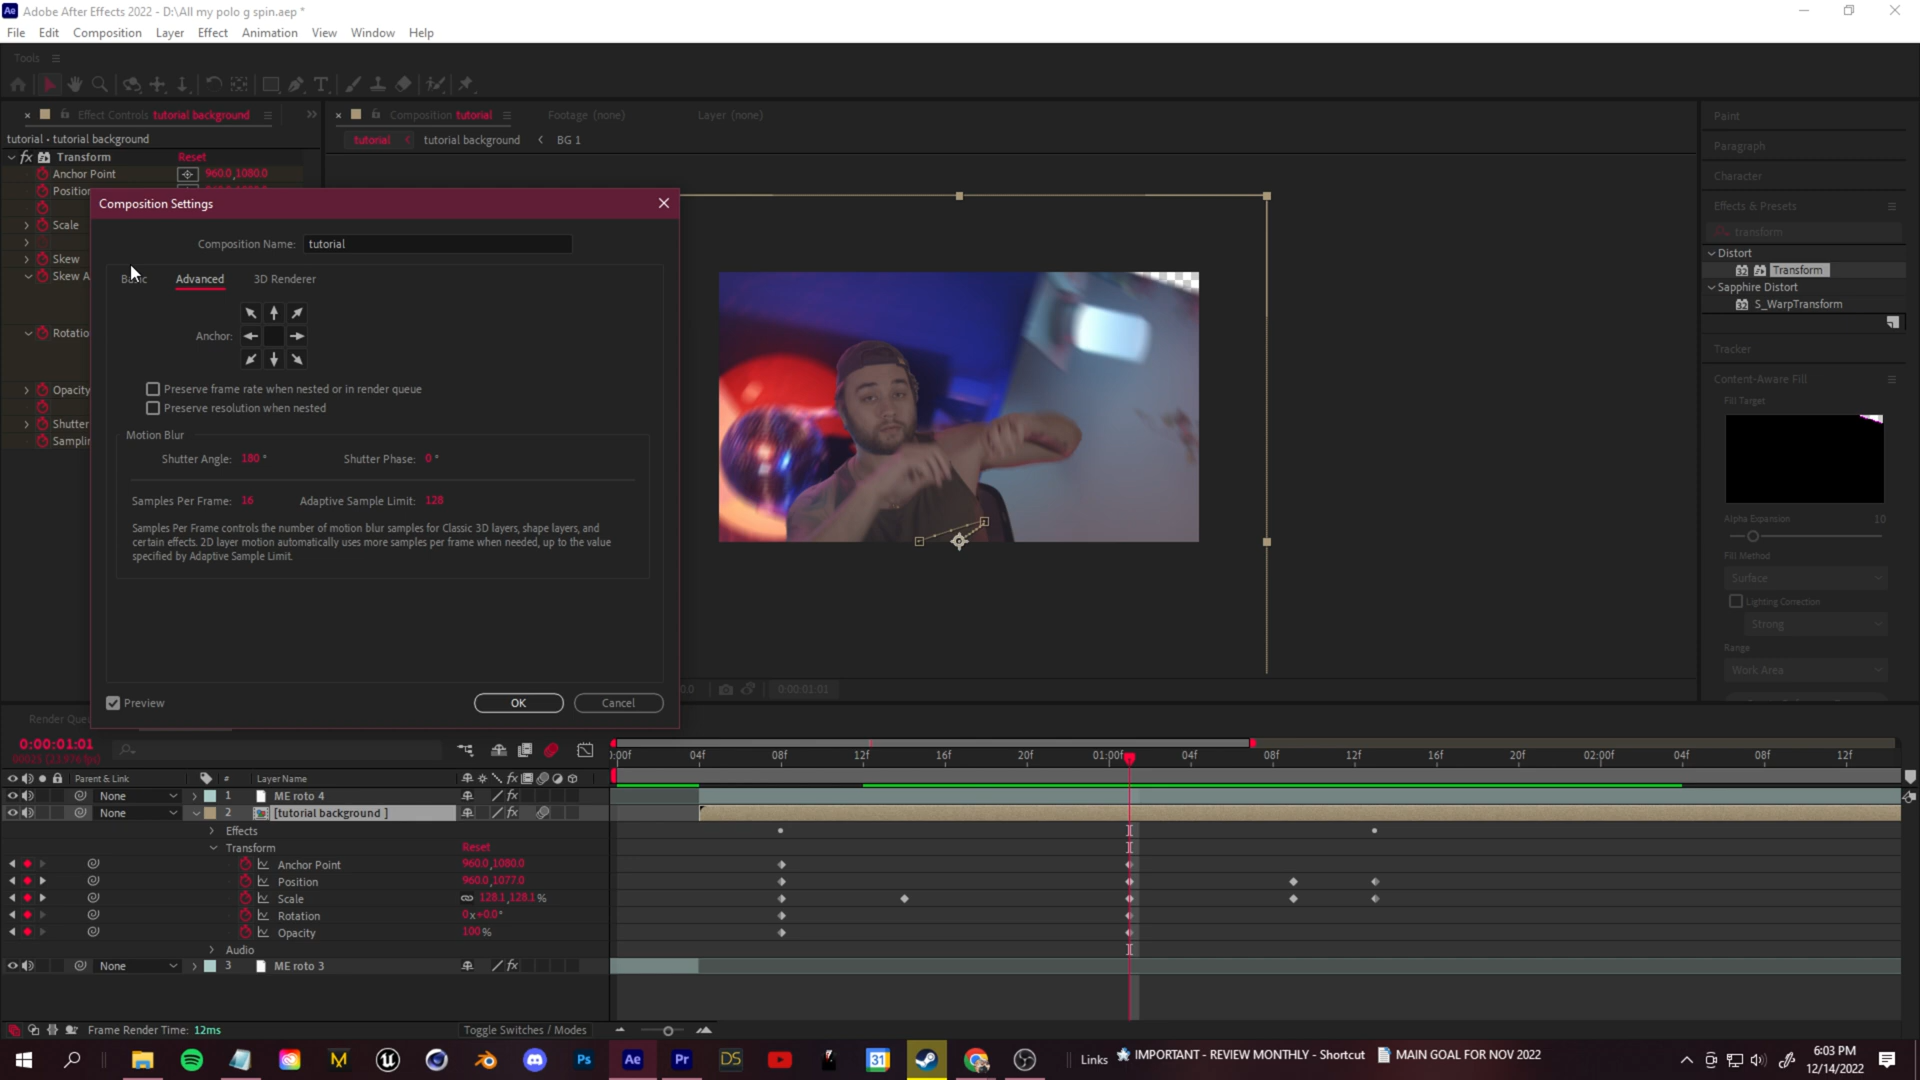 Adobe After Effects 2022 - D:\All my polo g spin.aep *
File Edit Composition Layer Effect Animation View Window Help
Tools
Effect Controls tutorial background
Composition tutorial
Footage (none)
Layer (none)
Paint
tutorial • tutorial background
tutorial tutorial background BG 1
Paragraph
fx Transform Reset
Anchor Point 960.0,1080.0
Position
Character
Effects & Presets
Scale
transform
Skew
Skew A
Rotatio
Opacity
Shutter
Samplin
Composition Settings
Composition Name: tutorial
Basic Advanced 3D Renderer
Anchor:
Preserve frame rate when nested or in render queue
Preserve resolution when nested
Motion Blur
Shutter Angle: 180 °
Shutter Phase: 0 °
Samples Per Frame: 16
Adaptive Sample Limit: 128
Samples Per Frame controls the number of motion blur samples for Classic 3D layers, shape layers, and
certain effects. 2D layer motion automatically uses more samples per frame when needed, up to the value
specified by Adaptive Sample Limit.
Preview
OK
Cancel
0:00:01:01
Distort
32 Transform
Sapphire Distort
32 S_WarpTransform
Tracker
Content-Aware Fill
Fill Target
Alpha Expansion 10
Fill Method
Surface
Lighting Correction
Strong
Range
Work Area
Render Que
0:00:01:01
04f 08f 12f 16f 20f 01:00f 04f 08f 12f 16f 20f 02:00f 04f 08f 12f
Parent & Link # Layer Name
None 1 ME roto 4
None 2 [tutorial background ]
Effects
Transform Reset
Anchor Point 960.0,1080.0
Position 960.0,1077.0
Scale 128.1,128.1%
Rotation 0x+0.0°
Opacity 100%
Audio
None 3 ME roto 3
Frame Render Time: 12ms
Toggle Switches / Modes
Ps Ae Pr DS 31
Links IMPORTANT - REVIEW MONTHLY - Shortcut MAIN GOAL FOR NOV 2022
6:03 PM
12/14/2022